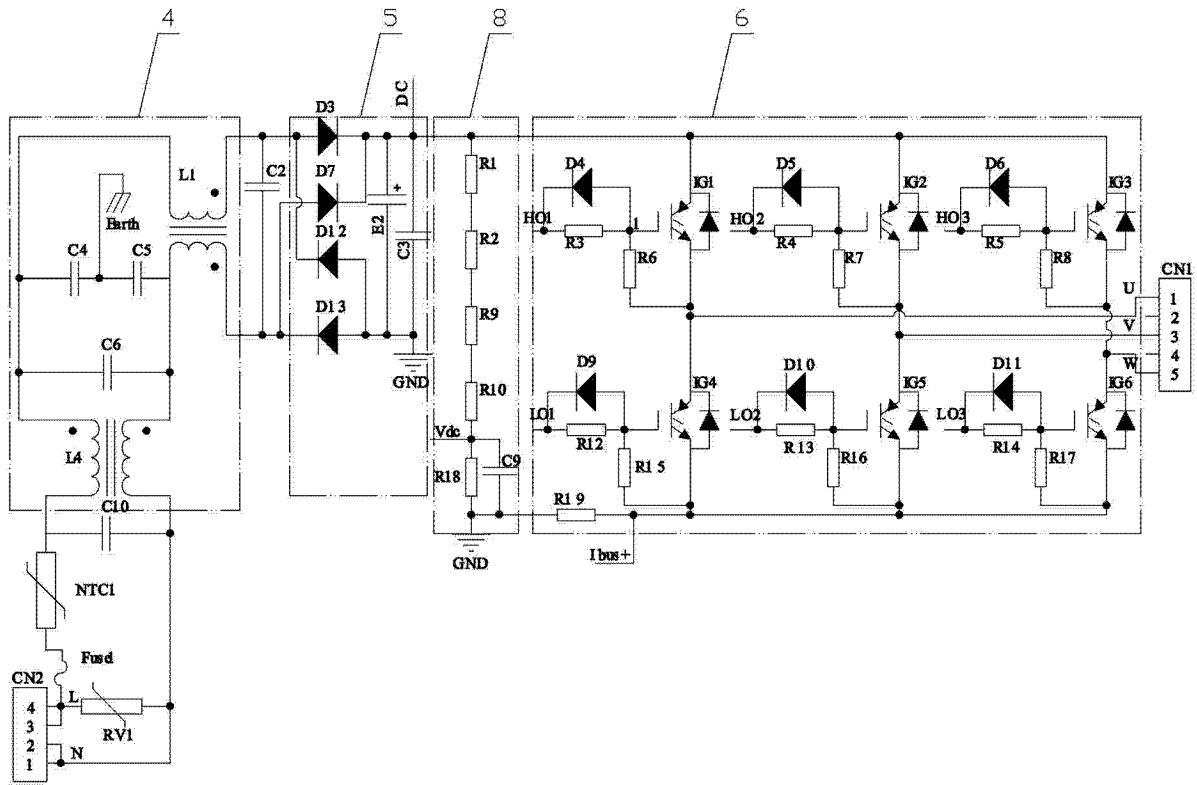 4
5
8
6
DC
D3
L1
C2
D7
R1
D4
D5
D6
IG1
IG2
IG3
Earth
+
E2
C3
HO1
R3
1
HO2
R4
HO3
R5
D12
R2
C4
C5
R6
R7
R8
CN1
D13
R9
U
1
2
V
3
4
W
5
C6
GND
R10
D9
D10
D11
IG4
IG5
IG6
LO1
R12
LO2
R13
LO3
R14
L4
Vdc
C9
R18
R15
R16
R17
C10
R19
GND
Ibus+
NTC1
Fusd
CN2
L
4
3
RV1
2
N
1